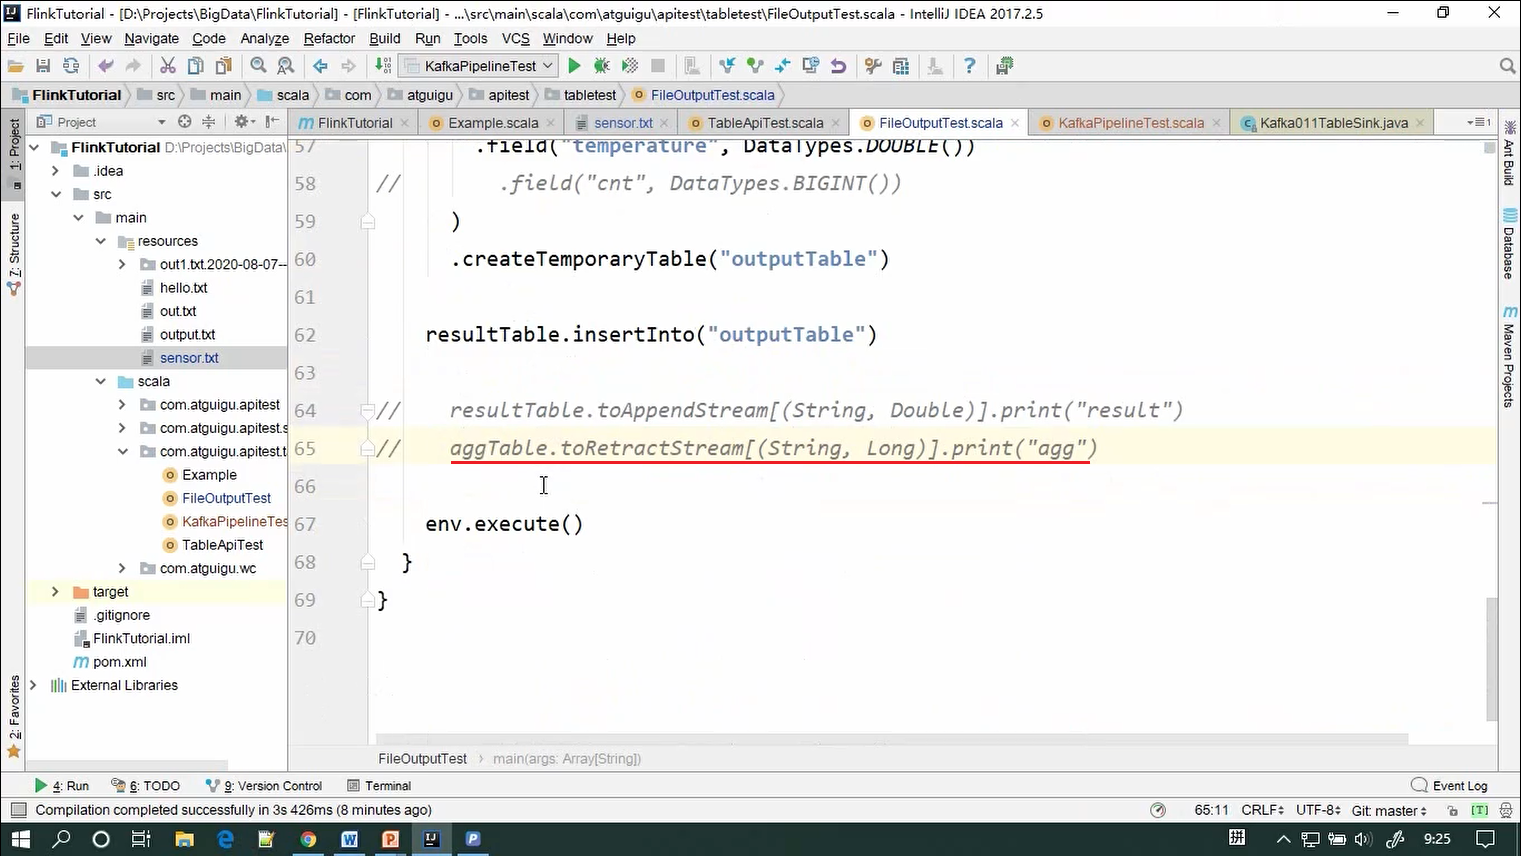 FlinkTutorial - [D:\Projects\BigData\FlinkTutorial] - [FlinkTutorial] - ...\src\main\scala\com\atguigu\apitest\tabletest\FileOutputTest.scala - IntelliJ IDEA 2017.2.5
File Edit View Navigate Code Analyze Refactor Build Run Tools VCS Window Help
KafkaPipelineTest
FlinkTutorial src main scala com atguigu apitest tabletest FileOutputTest.scala
Project
FlinkTutorial Example.scala sensor.txt TableApiTest.scala FileOutputTest.scala KafkaPipelineTest.scala Kafka011TableSink.java
1: Project
7: Structure
2: Favorites
FlinkTutorial D:\Projects\BigData\
.idea
src
main
resources
out1.txt.2020-08-07--
hello.txt
out.txt
output.txt
sensor.txt
scala
com.atguigu.apitest
com.atguigu.apitest.s
com.atguigu.apitest.t
Example
FileOutputTest
KafkaPipelineTes
TableApiTest
com.atguigu.wc
target
.gitignore
FlinkTutorial.iml
pom.xml
External Libraries
57 .field("temperature", DataTypes.DOUBLE())
58 // .field("cnt", DataTypes.BIGINT())
59 )
60 .createTemporaryTable("outputTable")
61
62 resultTable.insertInto("outputTable")
63
64 // resultTable.toAppendStream[(String, Double)].print("result")
65 // aggTable.toRetractStream[(String, Long)].print("agg")
66
67 env.execute()
68 }
69 }
70
Ant Build
Database
Maven Projects
FileOutputTest main(args: Array[String])
4: Run 6: TODO 9: Version Control Terminal Event Log
Compilation completed successfully in 3s 426ms (8 minutes ago) 65:11 CRLF UTF-8 Git: master [T]
9:25